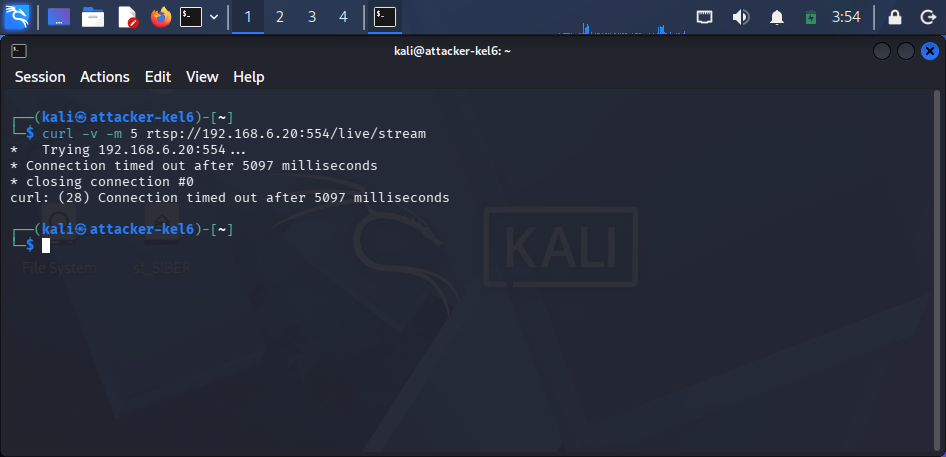 1 2 3 4 3:54
kali@attacker-kel6: ~
Session Actions Edit View Help
┌──(kali㉿attacker-kel6)-[~]
└─$ curl -v -m 5 rtsp://192.168.6.20:554/live/stream
*   Trying 192.168.6.20:554...
* Connection timed out after 5097 milliseconds
* closing connection #0
curl: (28) Connection timed out after 5097 milliseconds
┌──(kali㉿attacker-kel6)-[~]
└─$
KALI
File System sf_SIBER